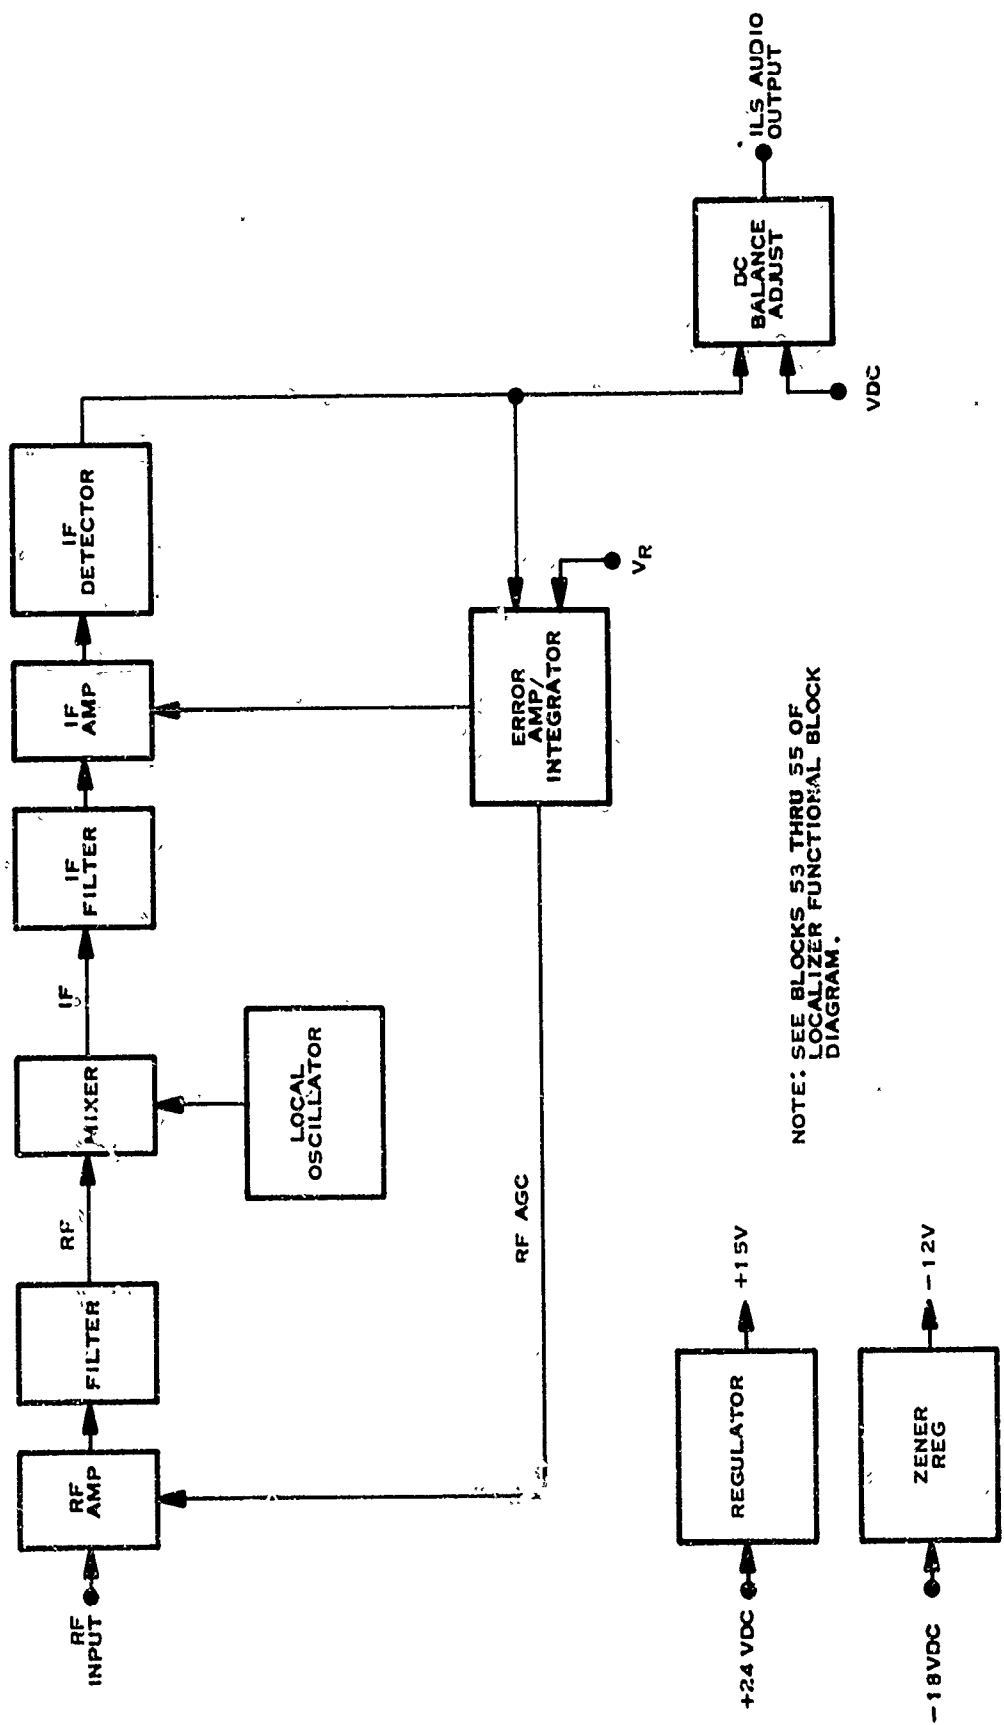 RF
INPUT
RF
AMP
FILTER
RF
MIXER
IF
IF
FILTER
IF
AMP
IF
DETECTOR
LOCAL
OSCILLATOR
RF AGC
ERROR
AMP/
INTEGRATOR
VR
DC
BALANCE
ADJUST
VDC
ILS AUDIO
OUTPUT
+24 VDC
REGULATOR
+15V
-18VDC
ZENER
REG
-12V
NOTE: SEE BLOCKS 53 THRU 55 OF
LOCALIZER FUNCTIONAL BLOCK
DIAGRAM.